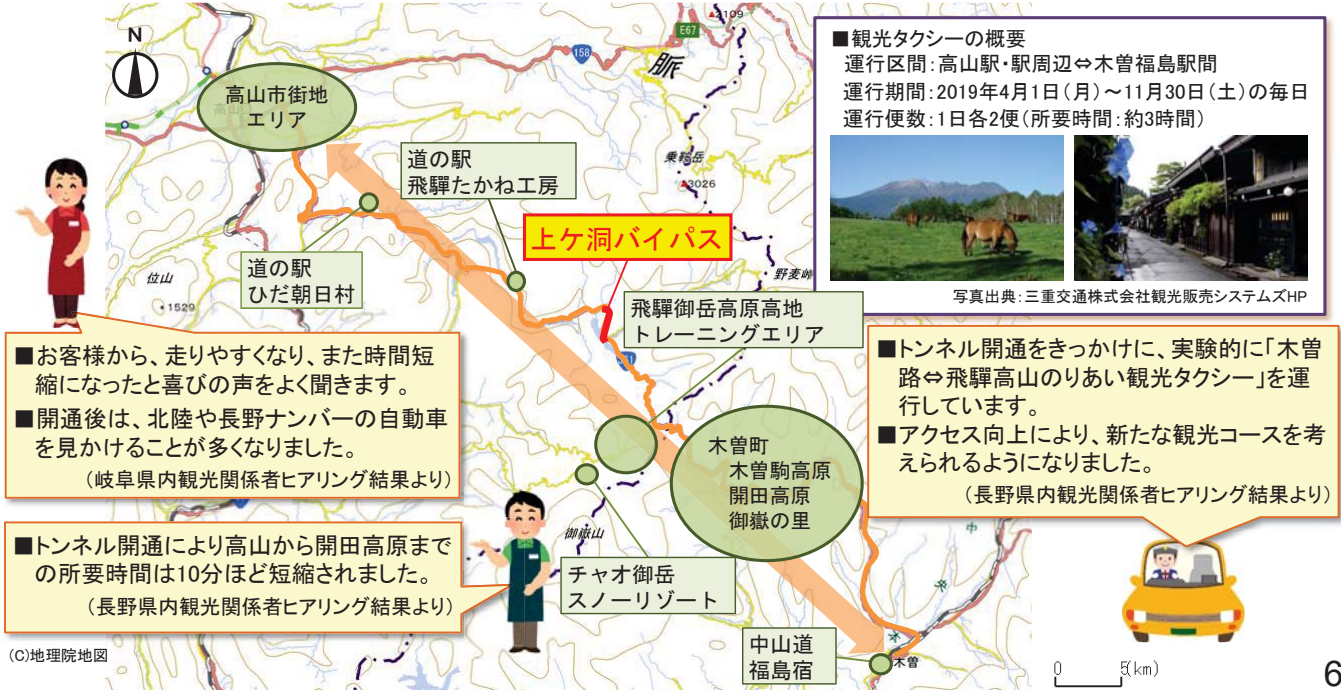 N
2109
E67
158
脈
高山市街地
エリア
道の駅
飛騨たかね工房
乗鞍岳
3026
上ケ洞バイパス
道の駅
ひだ朝日村
位山
1529
野麦峠
飛騨御岳高原高地
トレーニングエリア
■観光タクシーの概要
運行区間:高山駅・駅周辺⇔木曽福島駅間
運行期間:2019年4月1日(月)~11月30日(土)の毎日
運行便数:1日各2便(所要時間:約3時間)
写真出典:三重交通株式会社観光販売システムズHP
■お客様から、走りやすくなり、また時間短
縮になったと喜びの声をよく聞きます。
■開通後は、北陸や長野ナンバーの自動車
を見かけることが多くなりました。
(岐阜県内観光関係者ヒアリング結果より)
■トンネル開通をきっかけに、実験的に「木曽
路⇔飛騨高山のりあい観光タクシー」を運
行しています。
■アクセス向上により、新たな観光コースを考
えられるようになりました。
(長野県内観光関係者ヒアリング結果より)
木曽町
木曽駒高原
開田高原
御嶽の里
■トンネル開通により高山から開田高原まで
の所要時間は10分ほど短縮されました。
(長野県内観光関係者ヒアリング結果より)
御嶽山
チャオ御岳
スノーリゾート
中
央
中山道
福島宿
木曽
(C)地理院地図
0 5(km)
6